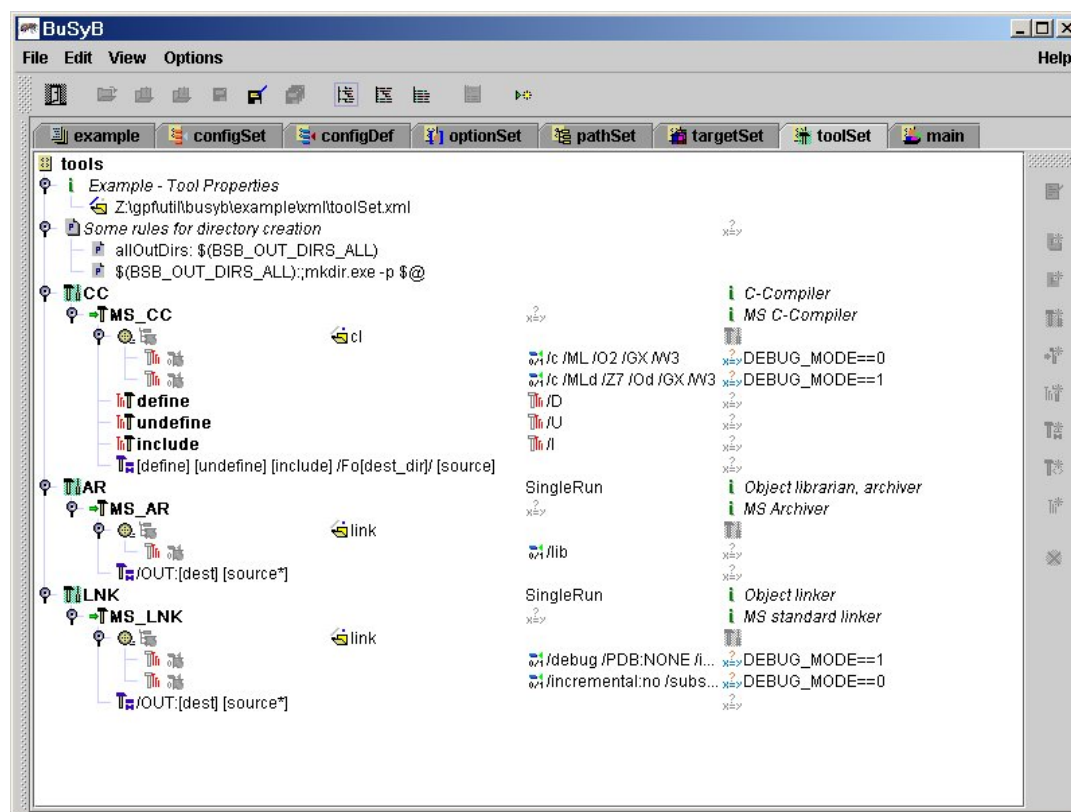 BuSyB
File Edit View Options Help
example configSet configDef optionSet pathSet targetSet toolSet main
tools
Example - Tool Properties
Z:\gpf\util\busyb\example\xml\toolSet.xml
Some rules for directory creation
allOutDirs: $(BSB_OUT_DIRS_ALL)
$(BSB_OUT_DIRS_ALL):;mkdir.exe -p $@
CC C-Compiler
MS_CC MS C-Compiler
cl
/c /ML /O2 /GX /W3 DEBUG_MODE==0
/c /MLd /Z7 /Od /GX /W3 DEBUG_MODE==1
define /D
undefine /U
include /I
[define] [undefine] [include] /Fo[dest_dir]/ [source]
AR SingleRun Object librarian, archiver
MS_AR MS Archiver
link
/lib
/OUT:[dest] [source*]
LNK SingleRun Object linker
MS_LNK MS standard linker
link
/debug /PDB:NONE /i... DEBUG_MODE==1
/incremental:no /subs... DEBUG_MODE==0
/OUT:[dest] [source*]